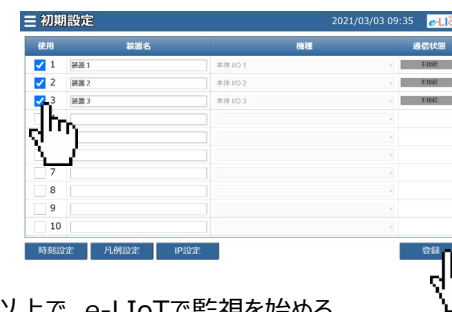 初期設定 2021/03/03 09:35
使用 装置名 機種 通信状態
1 装置1 本体 I/O 1 未接続
2 装置2 本体 I/O 2 未接続
3 装置3 本体 I/O 3 未接続
7
8
9
10
時刻設定 凡例設定 IP設定 登録
以上で、e-LIoTで監視を始める